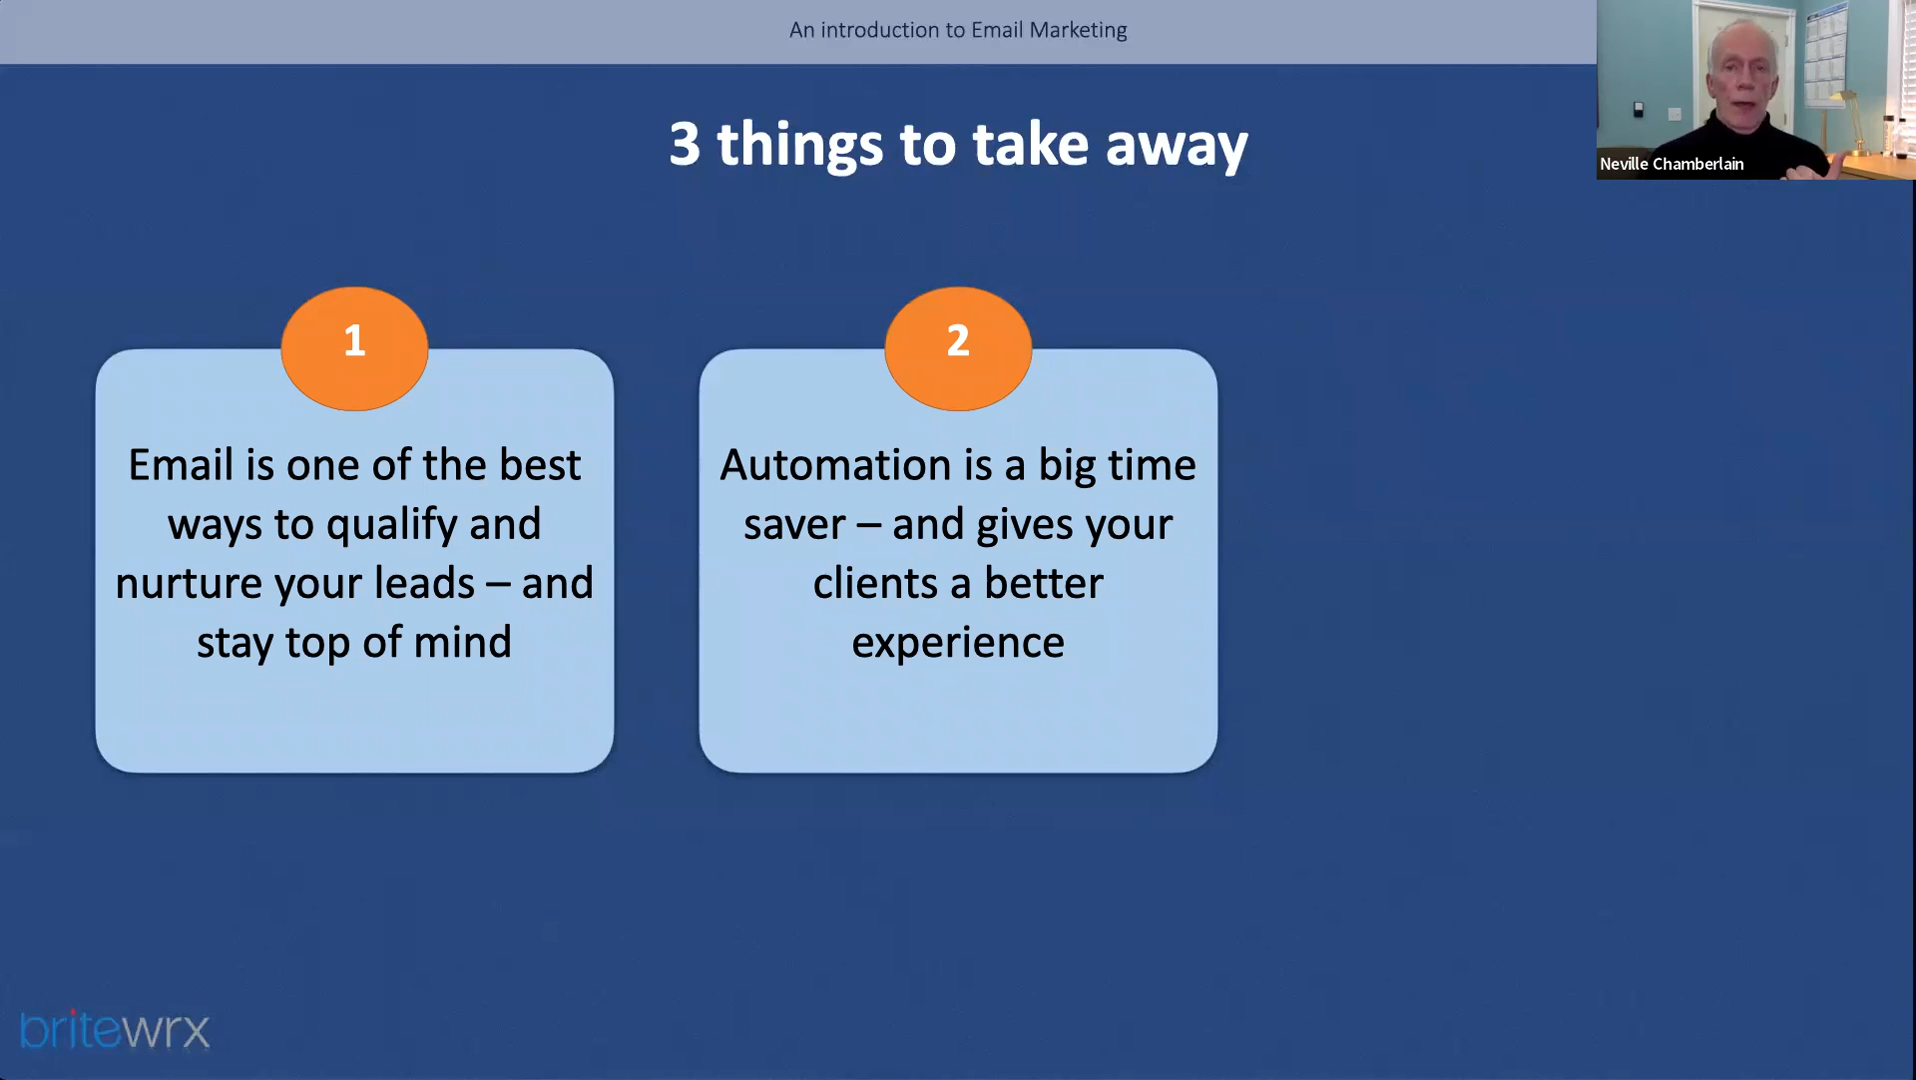 An introduction to Email Marketing
Neville Chamberlain
3 things to take away
1
Email is one of the best
ways to qualify and
nurture your leads – and
stay top of mind
2
Automation is a big time
saver – and gives your
clients a better
experience
britewrx